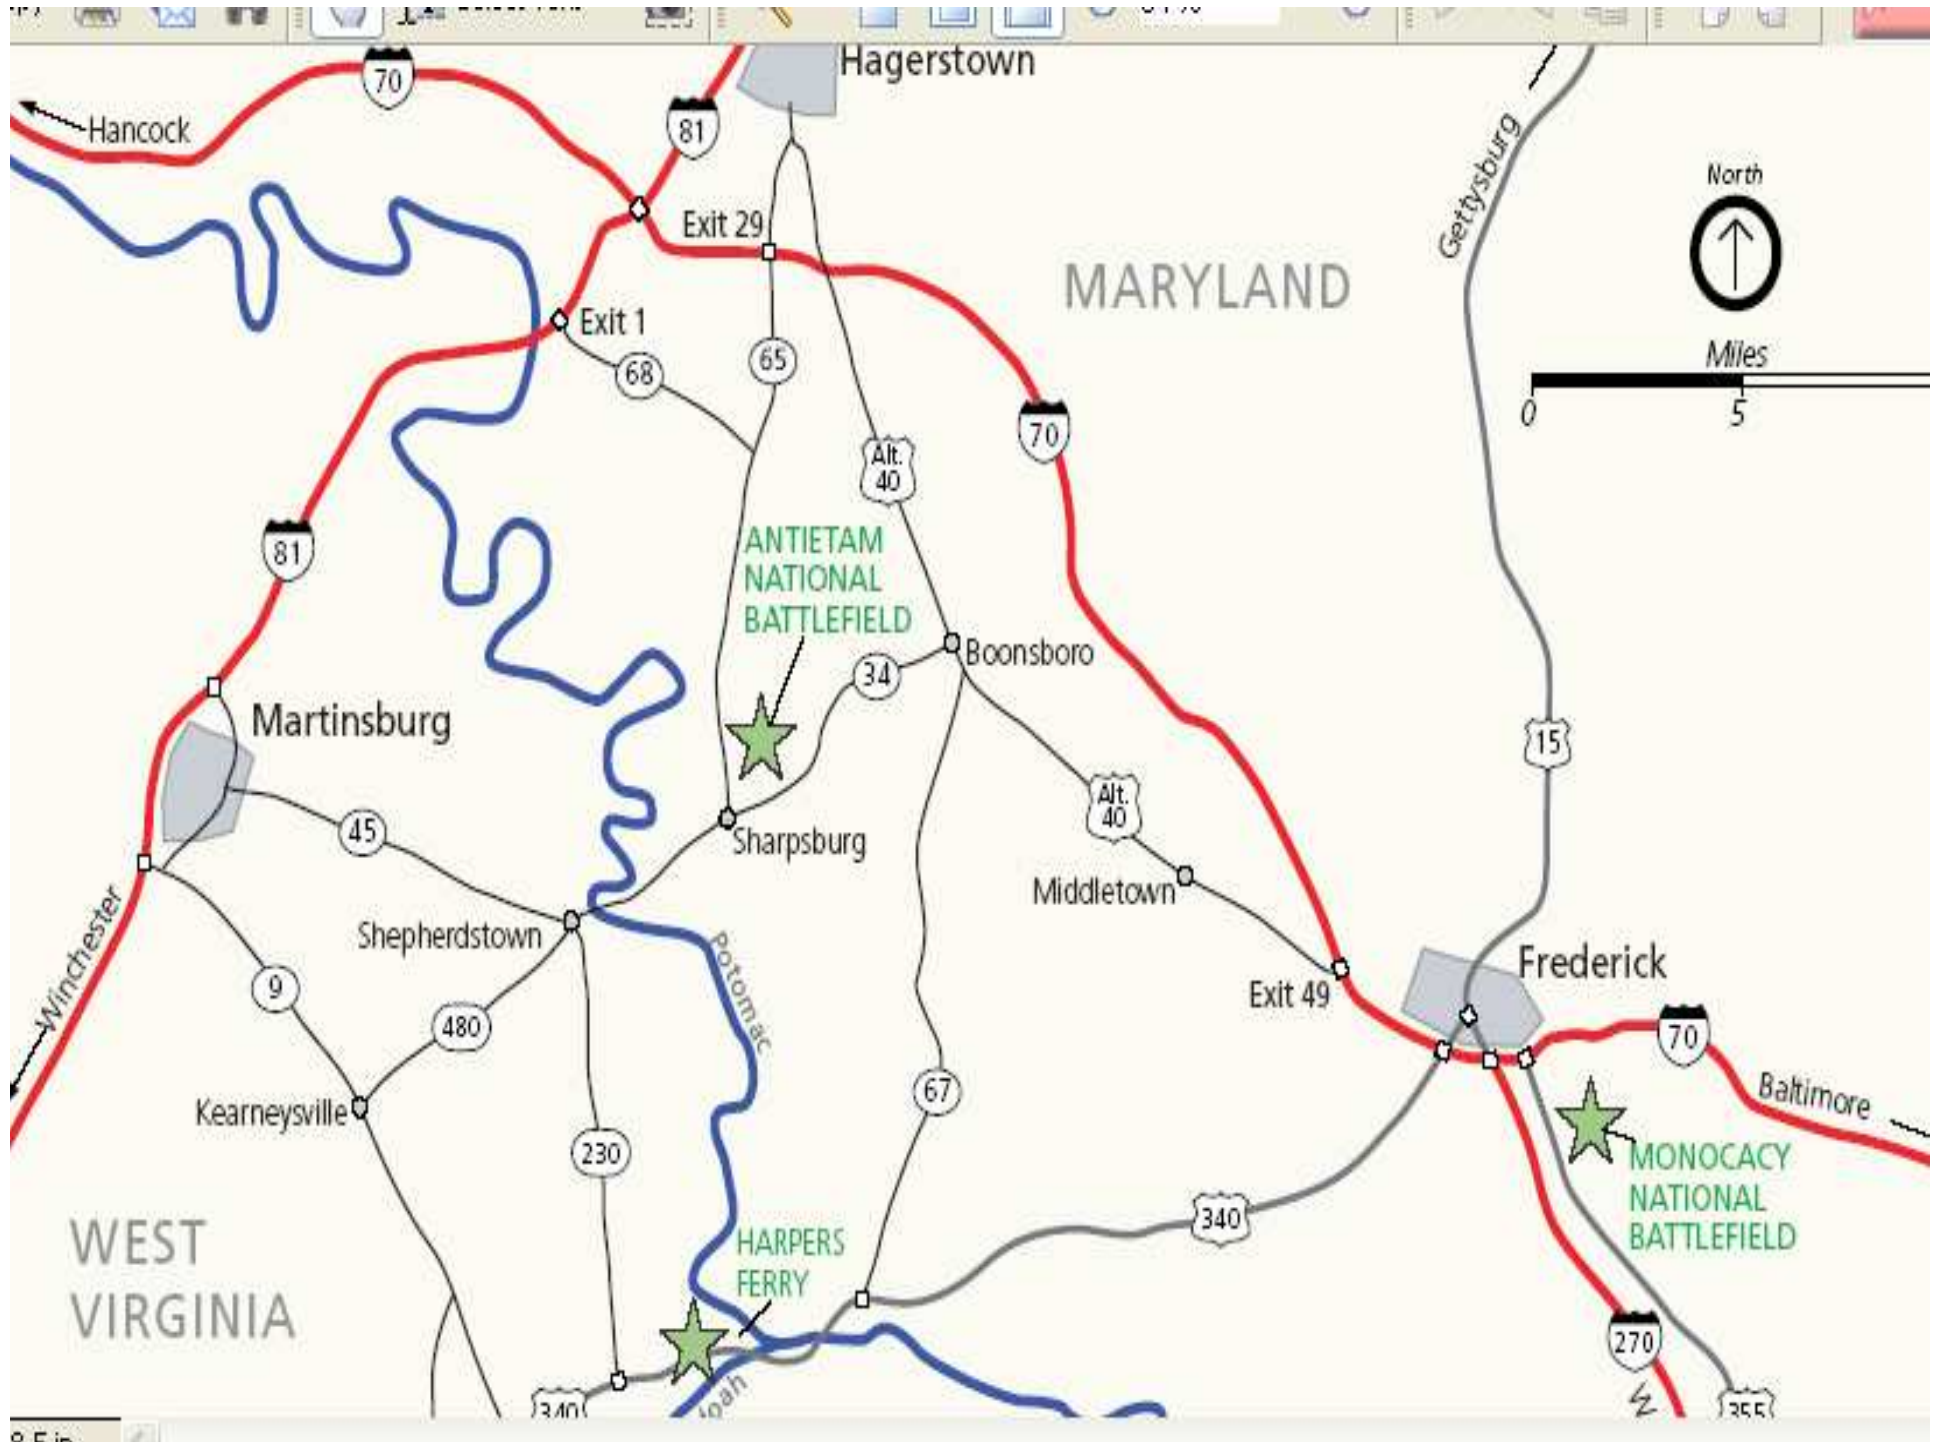 Hagerstown
70
81
Hancock
Gettysburg
North
Exit 29
MARYLAND
Exit 1
Miles
0
5
68
65
70
Alt.
40
81
ANTIETAM
NATIONAL
BATTLEFIELD
Boonsboro
34
Martinsburg
15
Alt.
40
45
Sharpsburg
Middletown
Winchester
Shepherdstown
Potomac
Frederick
9
480
Exit 49
70
Kearneysville
67
Baltimore
230
MONOCACY
NATIONAL
BATTLEFIELD
WEST
VIRGINIA
340
HARPERS
FERRY
270
340
355